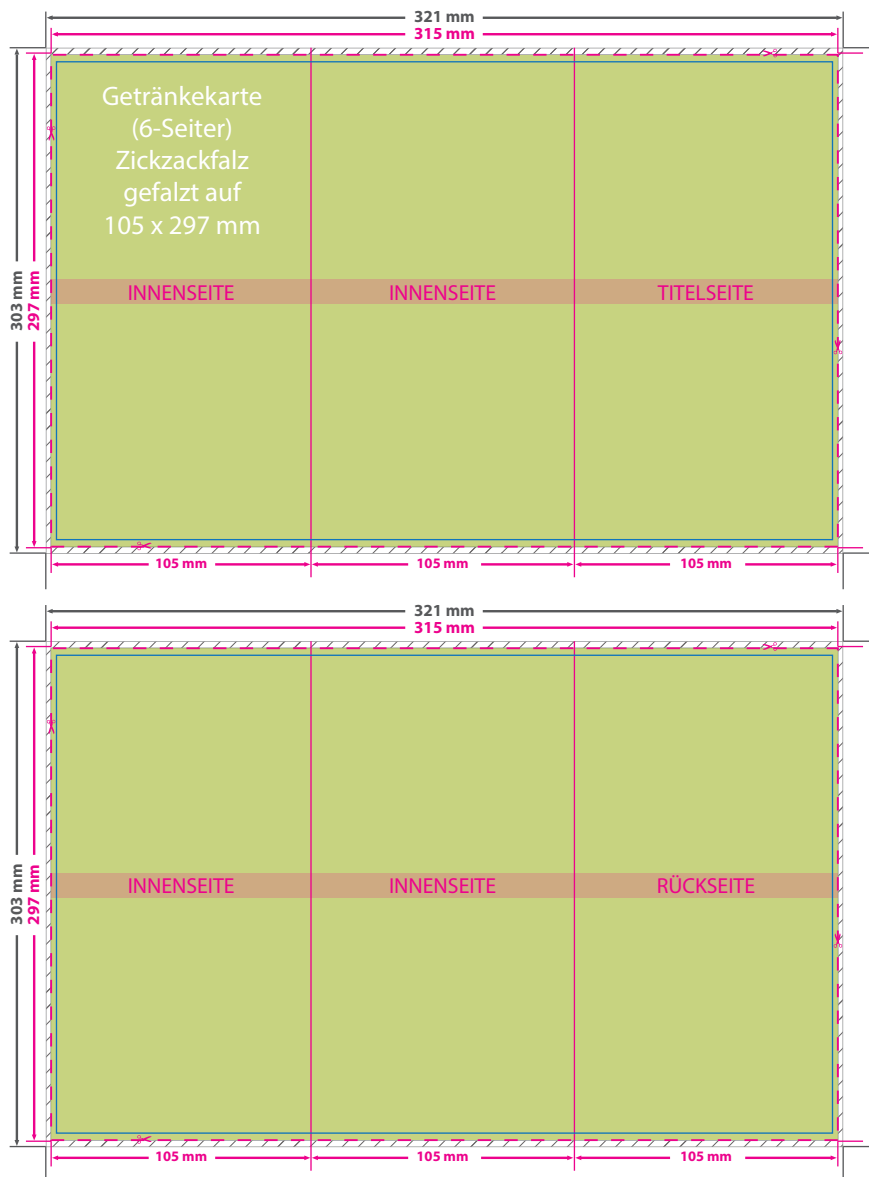 321 mm
315 mm
Getränkekarte
(6-Seiter)
Zickzackfalz
gefalzt auf
105 x 297 mm
303 mm
297 mm
INNENSEITE INNENSEITE TITELSEITE
105 mm 105 mm 105 mm
321 mm
315 mm
303 mm
297 mm
INNENSEITE INNENSEITE RÜCKSEITE
105 mm 105 mm 105 mm